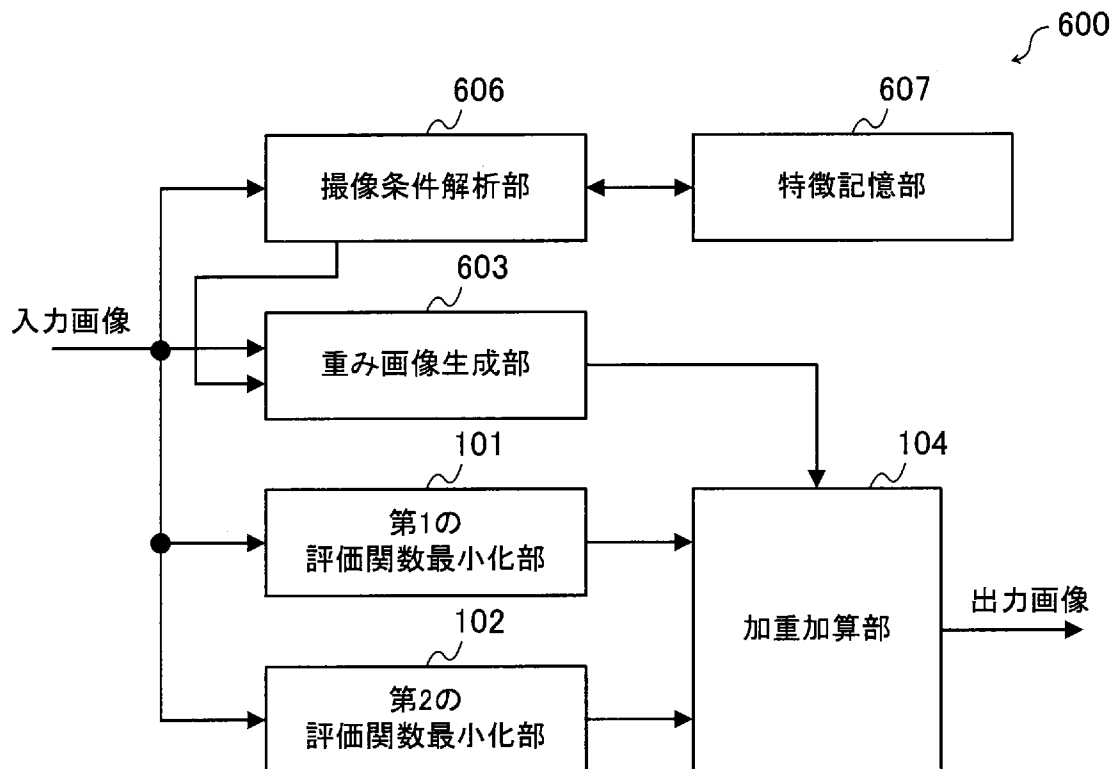 600
606
607
撮像条件解析部
特徴記憶部
603
入力画像
重み画像生成部
101
104
第1の
評価関数最小化部
出力画像
加重加算部
102
第2の
評価関数最小化部